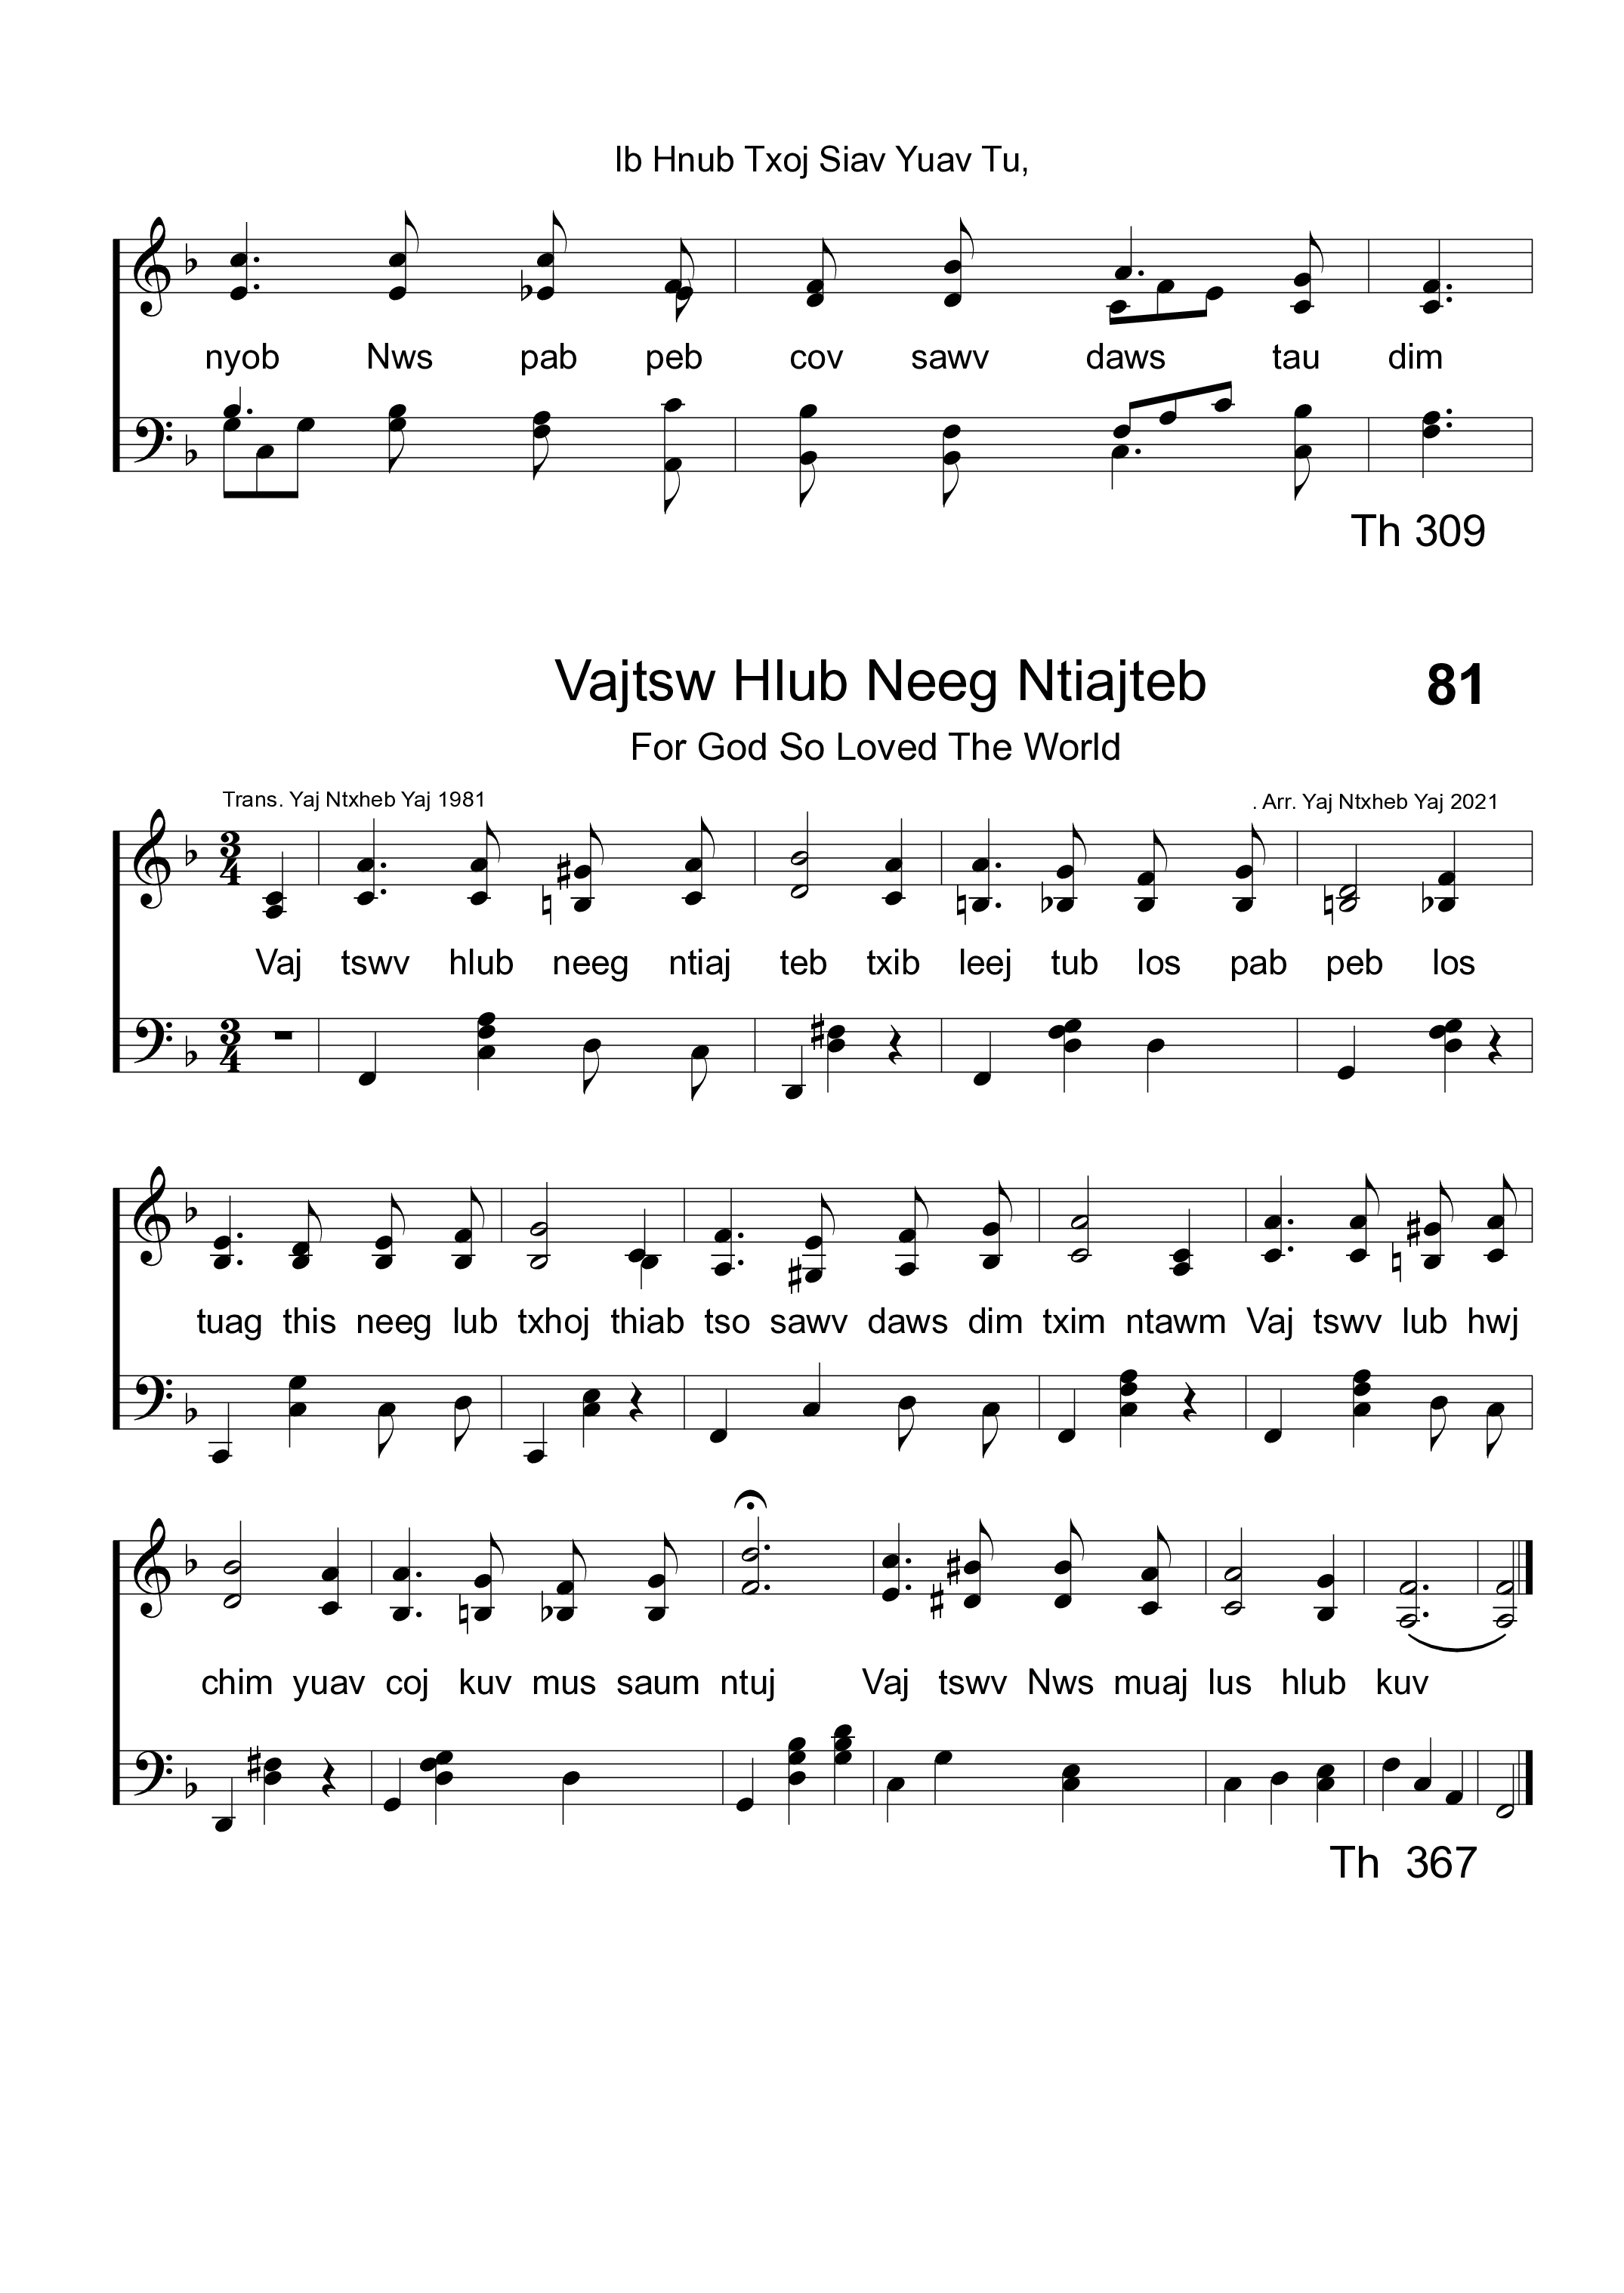 Ib Hnub Txoj Siav Yuav Tu,
nyob Nws pab peb cov sawv daws tau dim
Th 309
Vajtsw Hlub Neeg Ntiajteb 81
For God So Loved The World
Trans. Yaj Ntxheb Yaj 1981 . Arr. Yaj Ntxheb Yaj 2021
3 4
Vaj tswv hlub neeg ntiaj teb txib leej tub los pab peb los
3 4
tuag this neeg lub txhoj thiab tso sawv daws dim txim ntawm Vaj tswv lub hwj
chim yuav coj kuv mus saum ntuj Vaj tswv Nws muaj lus hlub kuv
Th 367